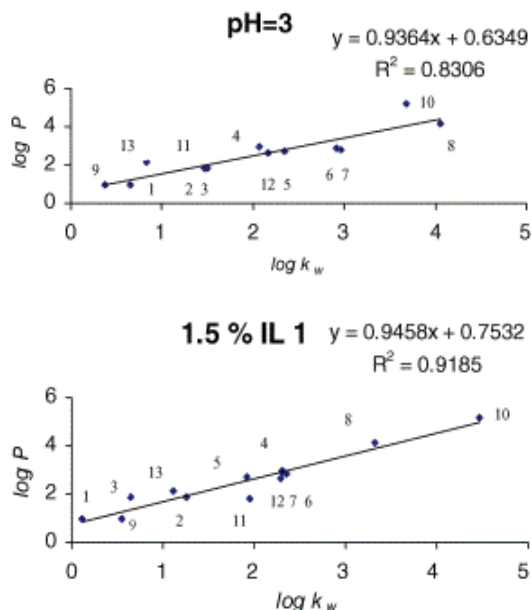 pH=3
y = 0.9364x + 0.6349
R² = 0.8306
6
4
2
0
log P
9
13
1
11
2 3
4
12 5
6 7
10
8
0 1 2 3 4 5
log k w
1.5 % IL 1
y = 0.9458x + 0.7532
R² = 0.9185
6
4
2
0
log P
1
3
9
13
2
5
11
4
12 7 6
8
10
0 1 2 3 4 5
log k w